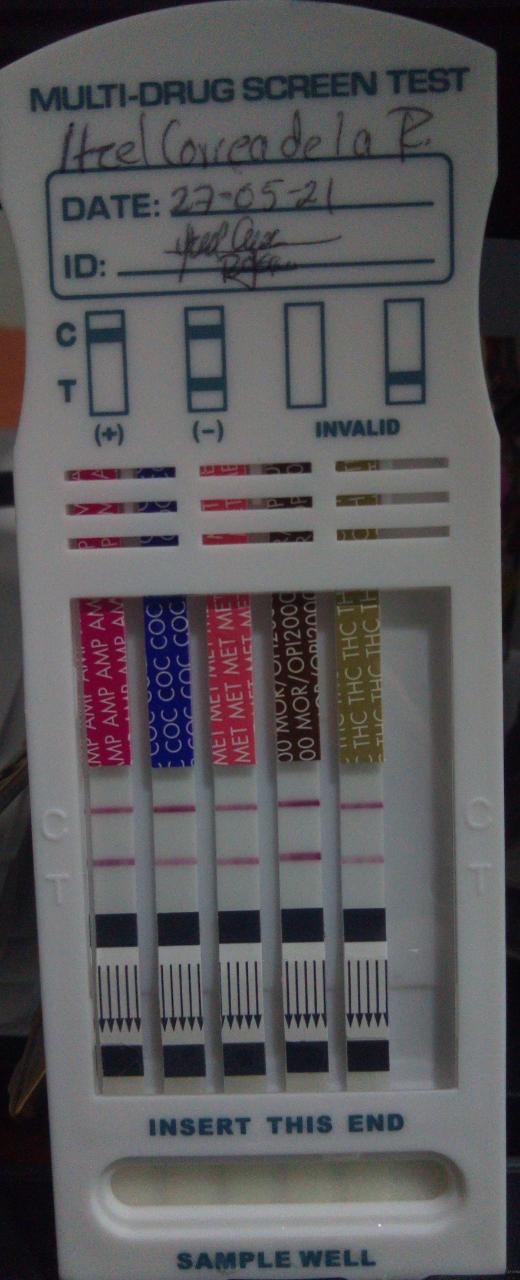 MULTI-DRUG SCREEN TEST
Correa de la R.
DATE: 27-05-21
ID:
C
T
(+) (-) INVALID
AMP AMP AMP COC COC COC MET MET MET MOR/OPI2000 THC THC THC
C C
T T
INSERT THIS END
SAMPLE WELL